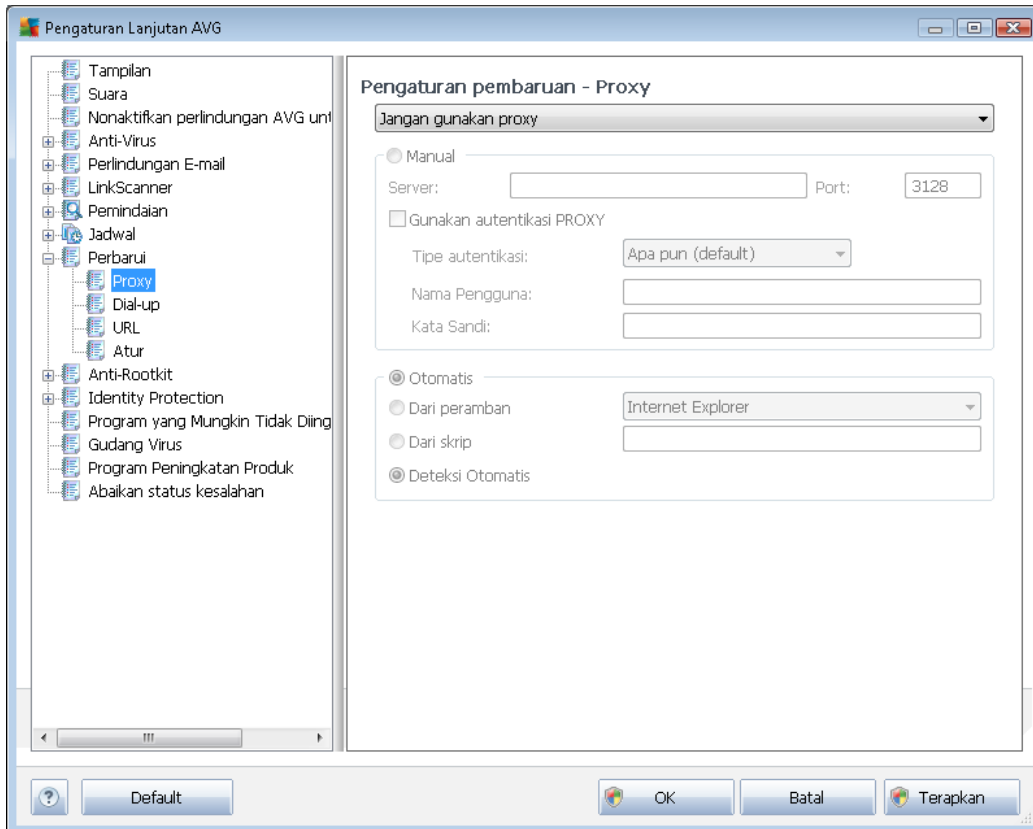 Pengaturan Lanjutan AVG
Tampilan
Suara
Nonaktifkan perlindungan AVG unt
Anti-Virus
Perlindungan E-mail
LinkScanner
Pemindaian
Jadwal
Perbarui
Proxy
Dial-up
URL
Atur
Anti-Rootkit
Identity Protection
Program yang Mungkin Tidak Diing
Gudang Virus
Program Peningkatan Produk
Abaikan status kesalahan
Pengaturan pembaruan - Proxy
Jangan gunakan proxy
Manual
Server: Port: 3128
Gunakan autentikasi PROXY
Tipe autentikasi: Apa pun (default)
Nama Pengguna:
Kata Sandi:
Otomatis
Dari peramban Internet Explorer
Dari skrip
Deteksi Otomatis
? Default OK Batal Terapkan